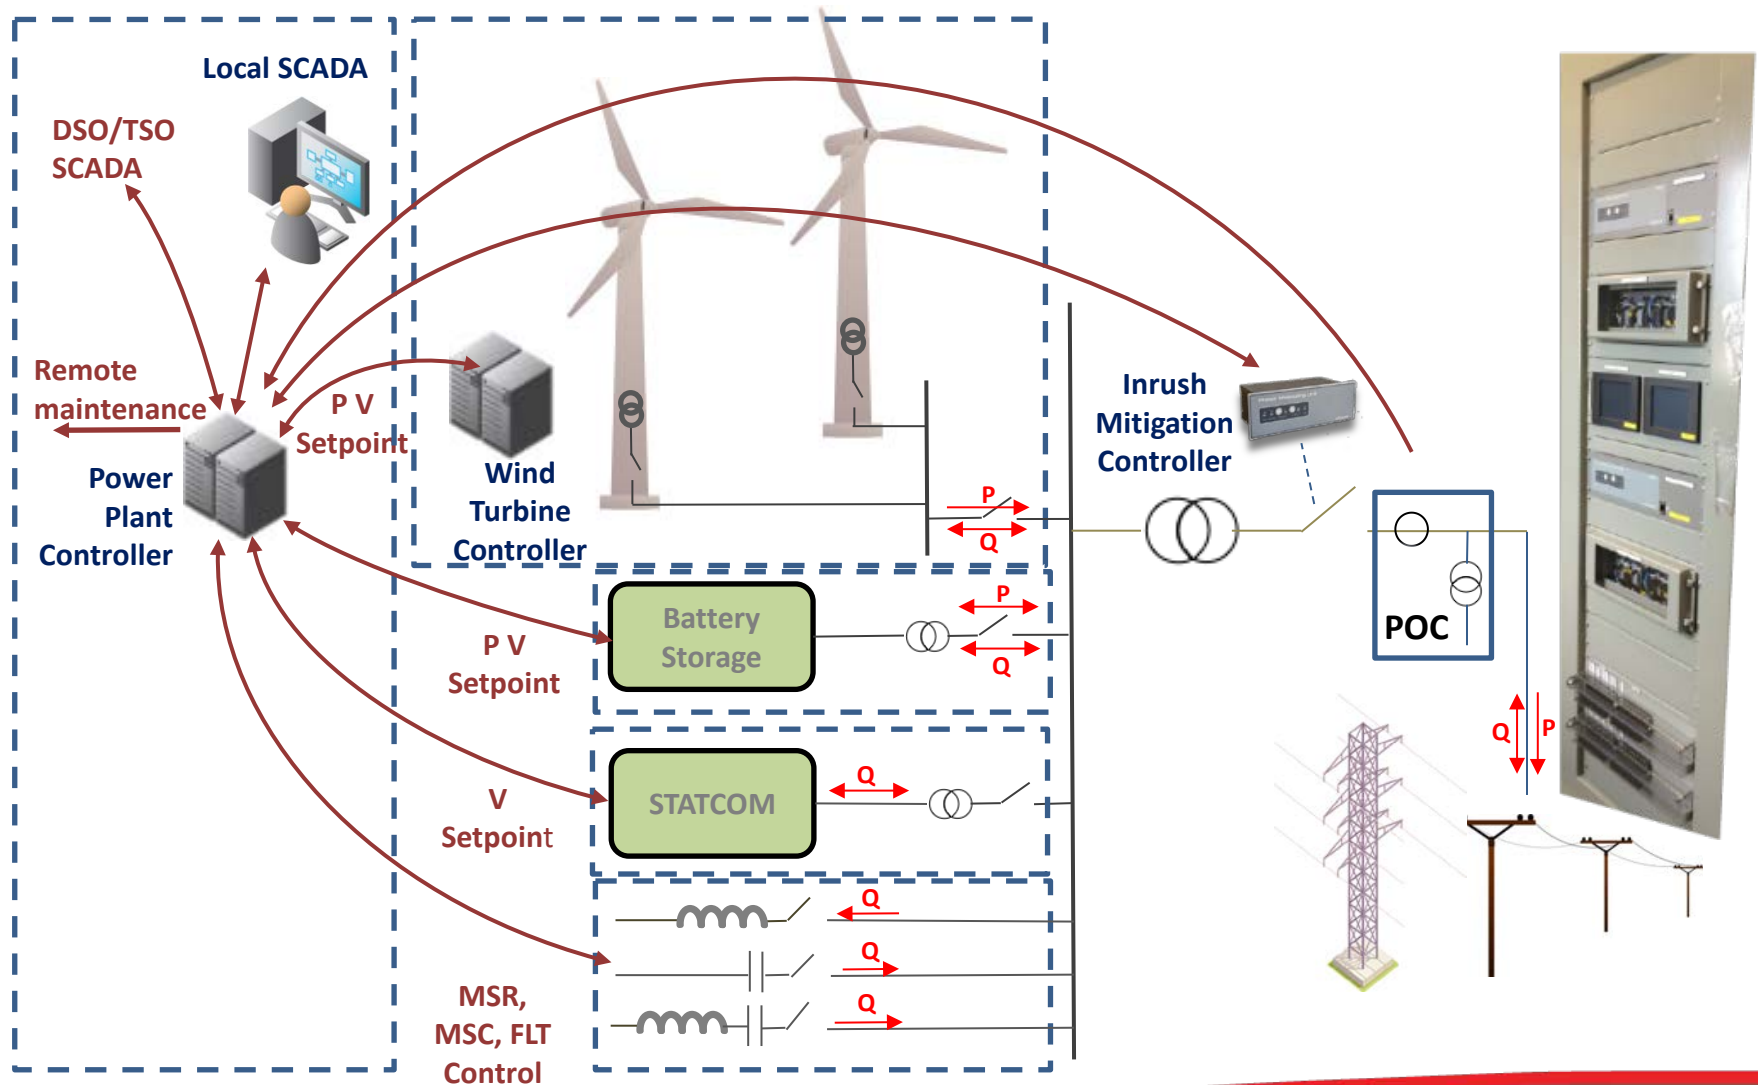 Local SCADA
DSO/TSO
SCADA
Remote
maintenance
P V
Setpoint
Power
Plant
Controller
Wind
Turbine
Controller
P
Q
Inrush
Mitigation
Controller
POC
Q
P
P V
Setpoint
Battery
Storage
P
Q
V
Setpoint
STATCOM
Q
MSR,
MSC, FLT
Control
Q
Q
Q